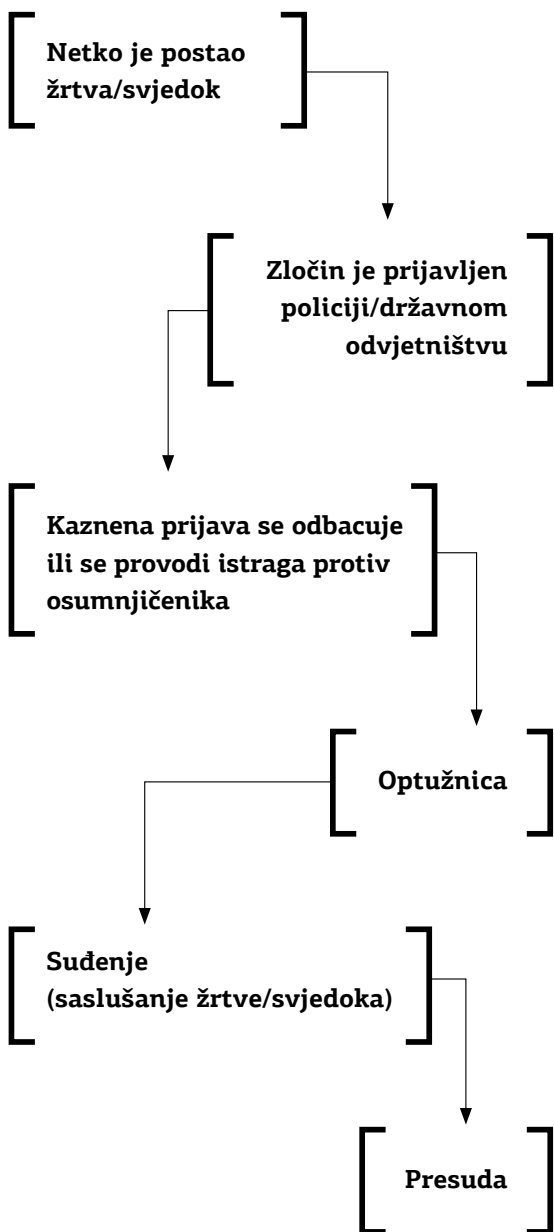 Netko je postao
žrtva/svjedok
Zločin je prijavljen
policiji/državnom
odvjetništvu
Kaznena prijava se odbacuje
ili se provodi istraga protiv
osumnjičenika
Optužnica
Suđenje
(saslušanje žrtve/svjedoka)
Presuda